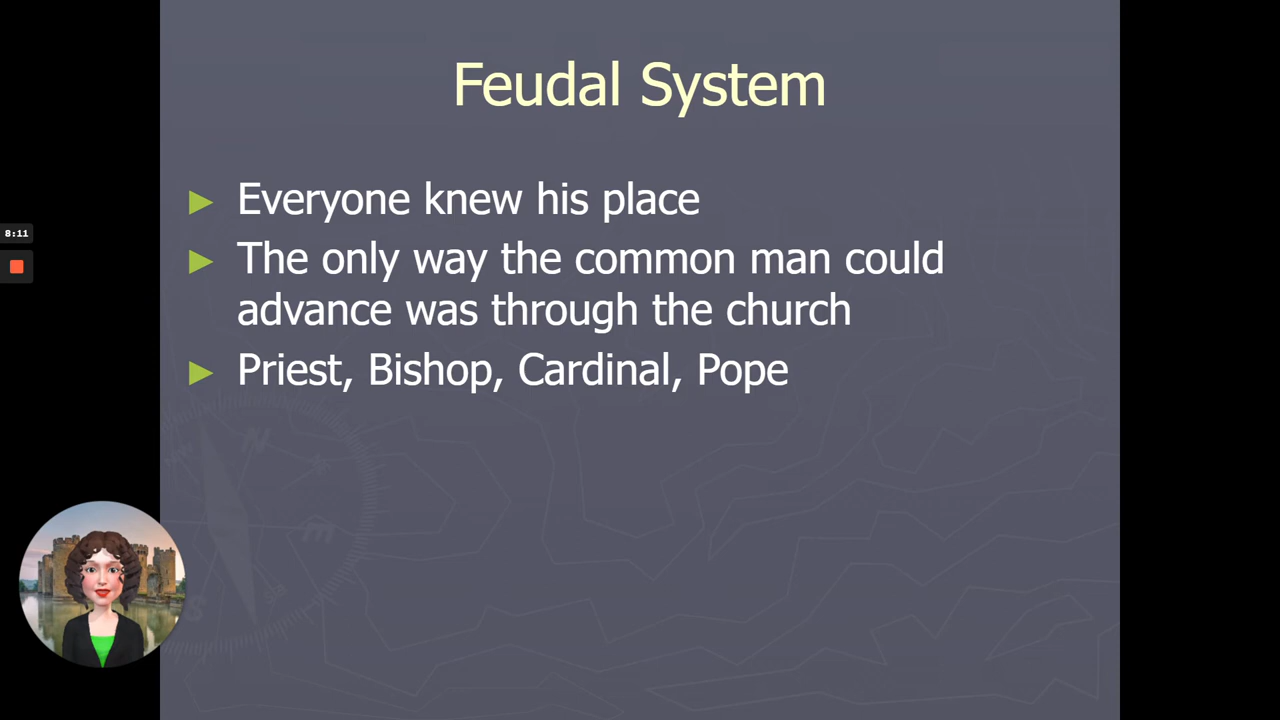 Feudal System
► Everyone knew his place
► The only way the common man could
advance was through the church
► Priest, Bishop, Cardinal, Pope
8:11
N